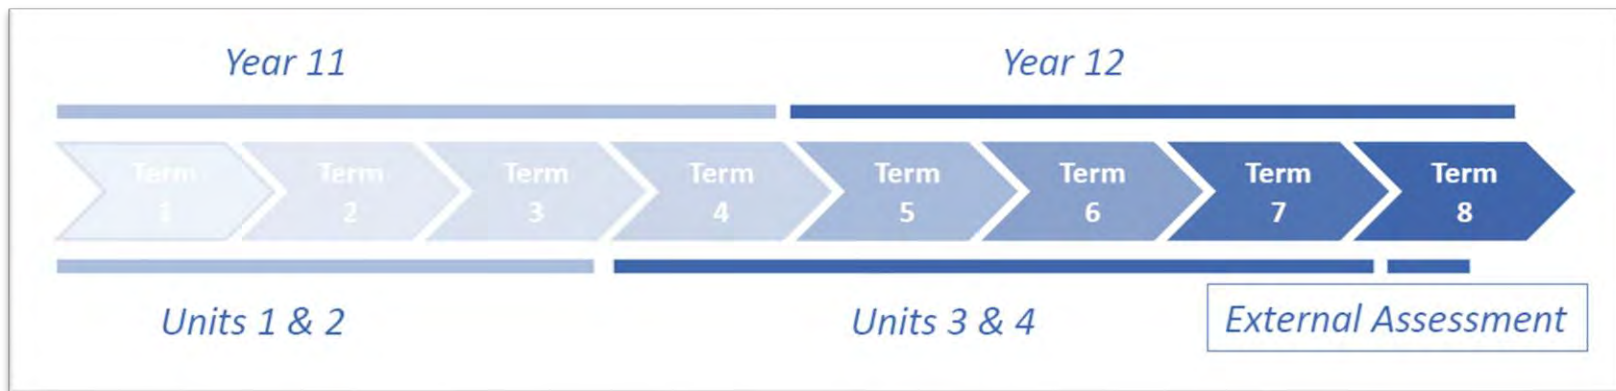 Year 11
Year 12
Term
1
Term
2
Term
3
Term
4
Term
5
Term
6
Term
7
Term
8
Units 1 & 2
Units 3 & 4
External Assessment